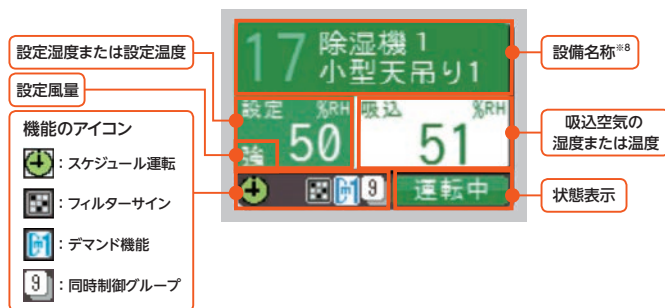 設定湿度または設定温度
設定風量
機能のアイコン
：スケジュール運転
：フィルターサイン
：デマンド機能
9
：同時制御グループ
17
除湿機1
小型天吊り1
設定 %RH
強 50
吸込 %RH
51
9
運転中
設備名称※8
吸込空気の
湿度または温度
状態表示